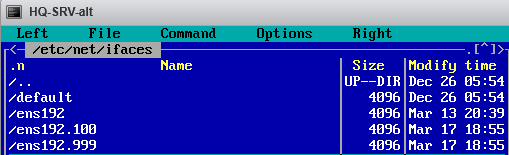 HQ-SRV-alt
Left File Command Options Right
<— /etc/net/ifaces .[^]>
.n Name Size Modify time
/.. UP--DIR Dec 26 05:54
/default 4096 Dec 26 05:54
/ens192 4096 Mar 13 20:39
/ens192.100 4096 Mar 17 18:55
/ens192.999 4096 Mar 17 18:55